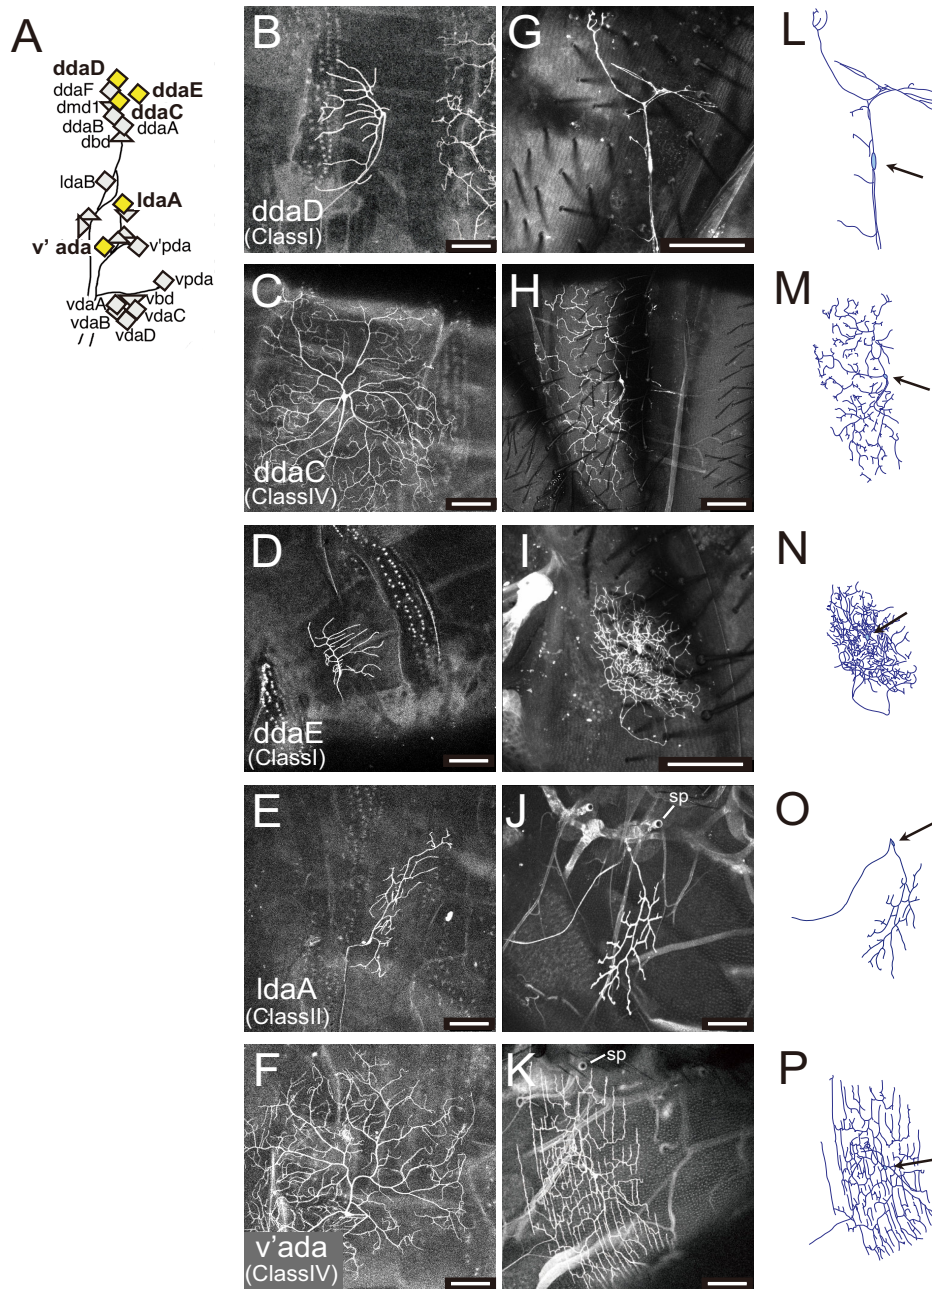 A
ddaD
ddaF
dmd1
ddaB
dbd
ddaE
ddaC
ddaA
ldaB
ldaA
v' ada
v'pda
vpda
vdaA
vdaB
vbd
vdaC
vdaD
B
ddaD
(ClassI)
G
L
C
ddaC
(ClassIV)
H
M
D
ddaE
(ClassI)
I
N
E
ldaA
(ClassII)
J
sp
O
F
v'ada
(ClassIV)
K
sp
P